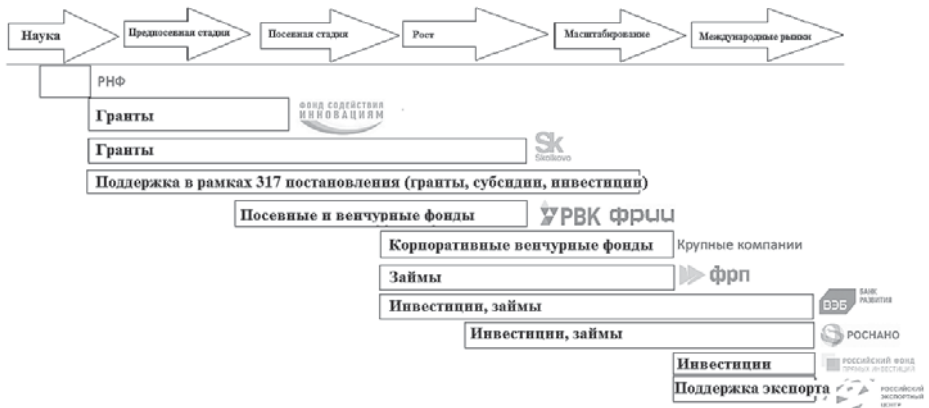 Наука
Предпосевная стадия
Посевная стадия
Рост
Масштабирование
Международные рынки
РНФ
Гранты
ФОНД СОДЕЙСТВИЯ
ИННОВАЦИЯМ
Гранты
Sk
Skolkovo
Поддержка в рамках 317 постановления (гранты, субсидии, инвестиции)
Посевные и венчурные фонды
РВК ФРИИ
Корпоративные венчурные фонды
Крупные компании
Займы
фрп
Инвестиции, займы
ВЭБ
БАНК
РАЗВИТИЯ
Инвестиции, займы
РОСНАНО
Инвестиции
РОССИЙСКИЙ ФОНД
ПРЯМЫХ ИНВЕСТИЦИЙ
Поддержка экспорта
РОССИЙСКИЙ
ЭКСПОРТНЫЙ
ЦЕНТР